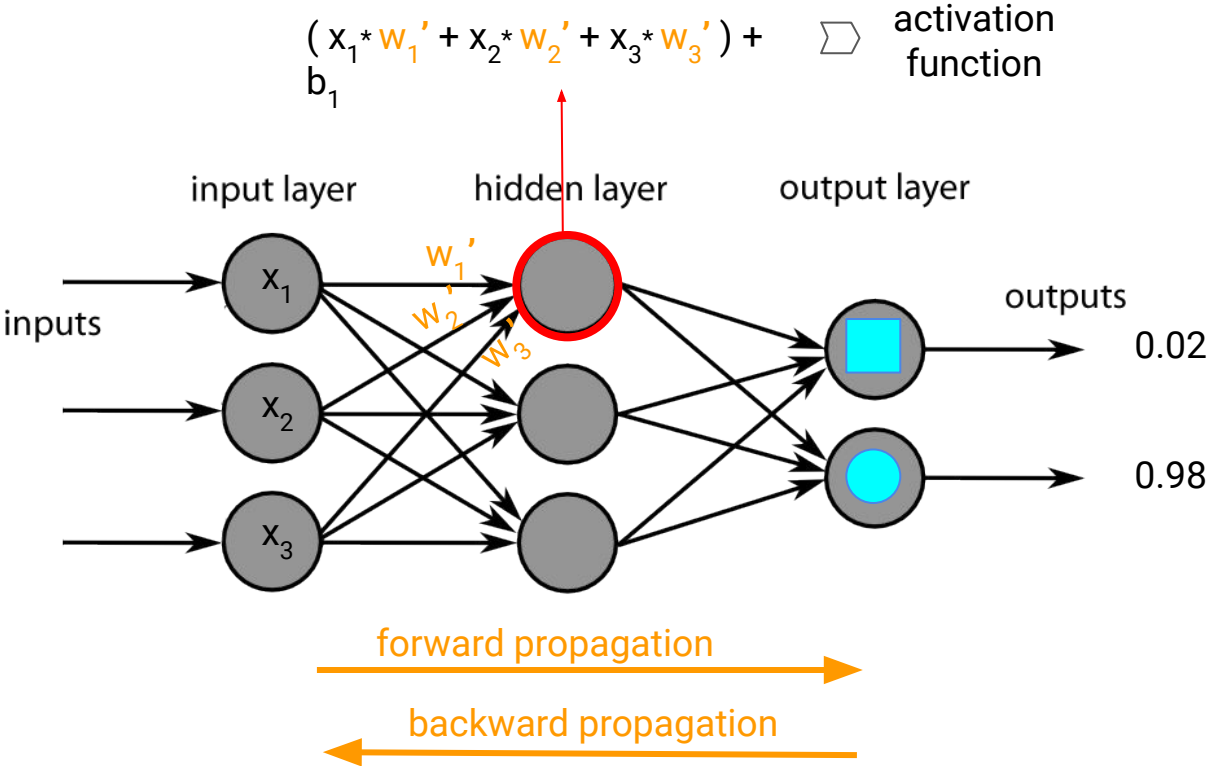 ( x₁* w₁’ + x₂* w₂’ + x₃* w₃’ ) +
b₁
activation
function
input layer
hidden layer
output layer
w₁’
w₂’
w₃’
x₁
x₂
x₃
inputs
outputs
0.02
0.98
forward propagation
backward propagation